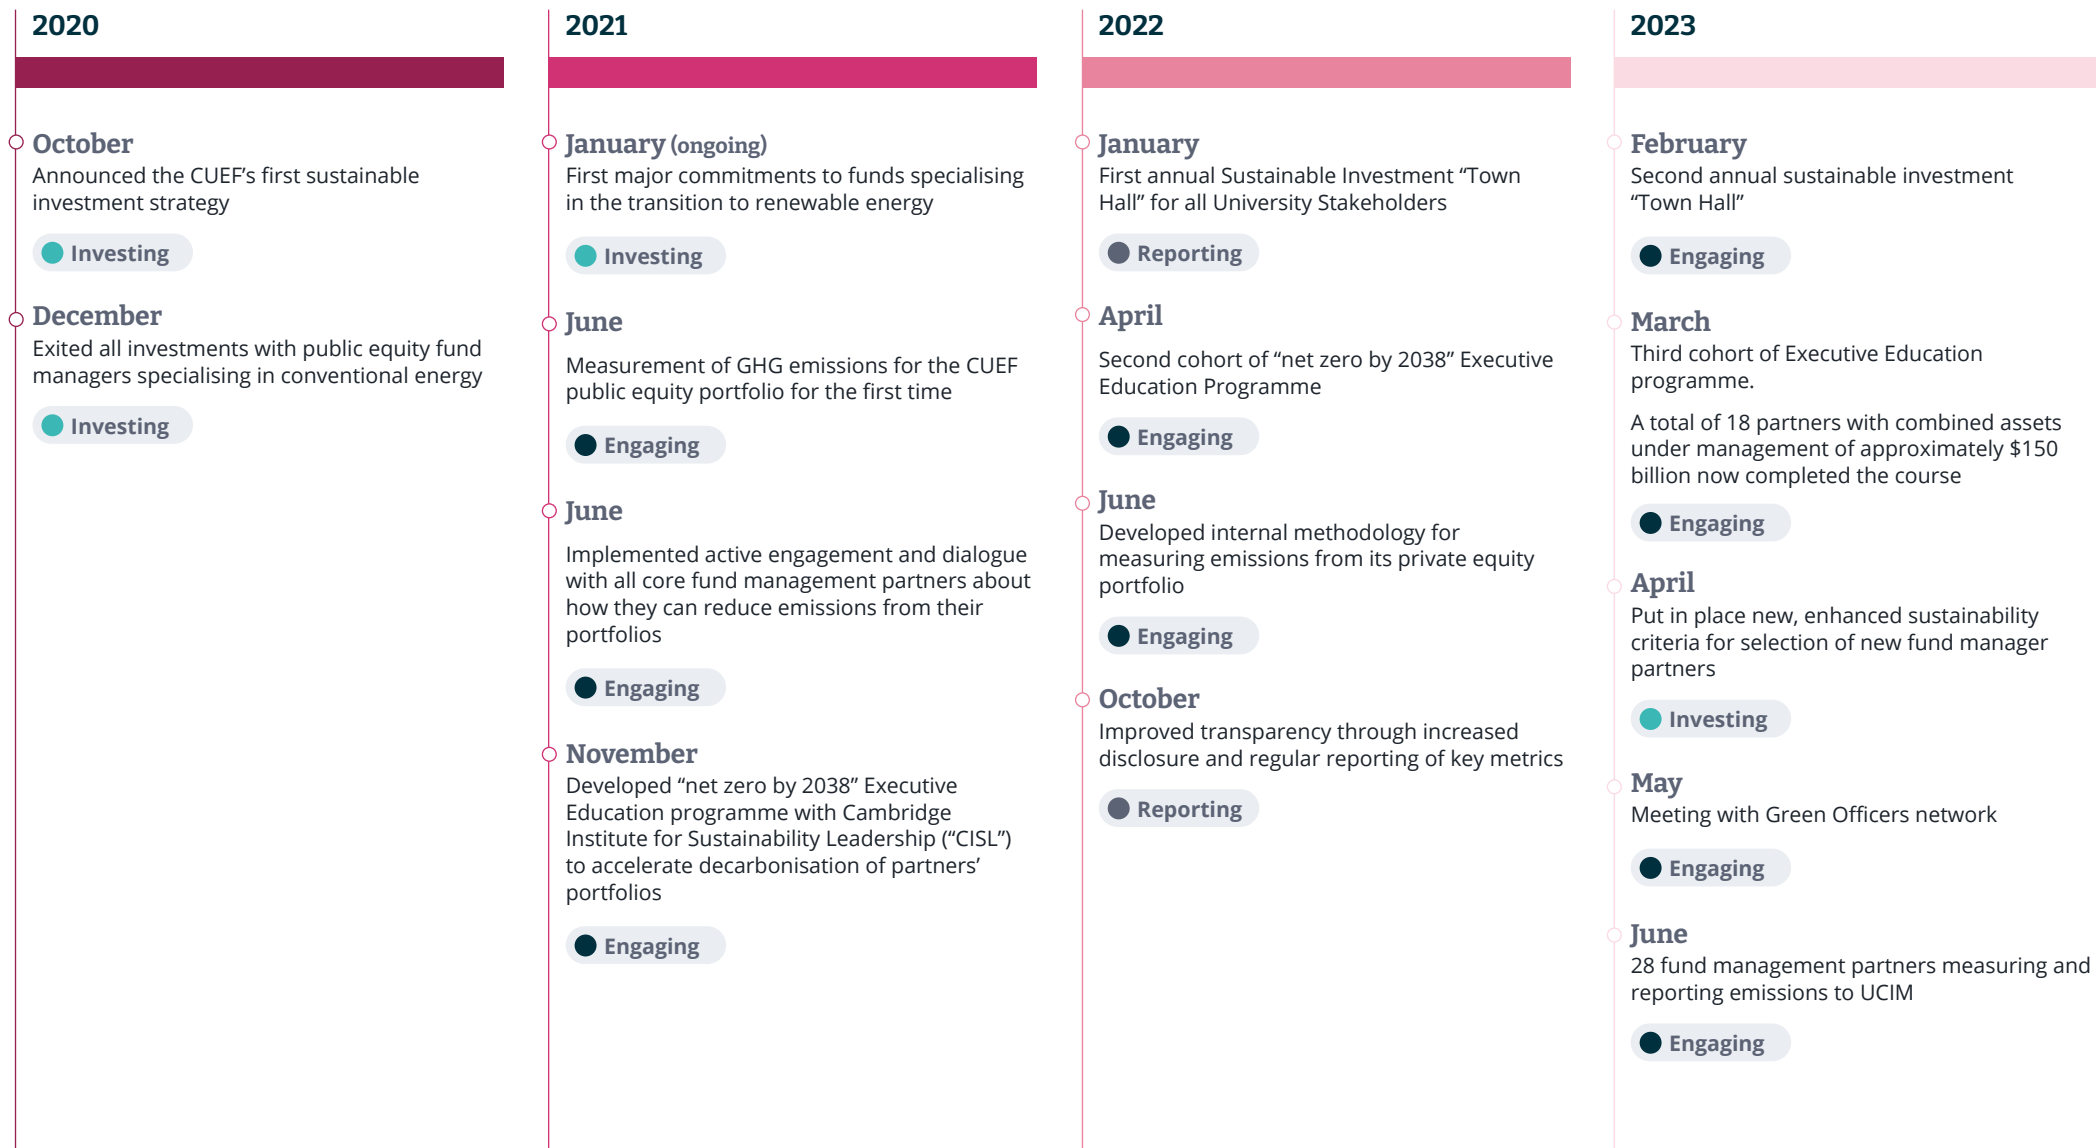 2020
October
Announced the CUEF’s first sustainable
investment strategy
Investing
December
Exited all investments with public equity fund
managers specialising in conventional energy
Investing
2021
January (ongoing)
First major commitments to funds specialising
in the transition to renewable energy
Investing
June
Measurement of GHG emissions for the CUEF
public equity portfolio for the first time
Engaging
June
Implemented active engagement and dialogue
with all core fund management partners about
how they can reduce emissions from their
portfolios
Engaging
November
Developed “net zero by 2038” Executive
Education programme with Cambridge
Institute for Sustainability Leadership (“CISL”)
to accelerate decarbonisation of partners’
portfolios
Engaging
2022
January
First annual Sustainable Investment “Town
Hall” for all University Stakeholders
Reporting
April
Second cohort of “net zero by 2038” Executive
Education Programme
Engaging
June
Developed internal methodology for
measuring emissions from its private equity
portfolio
Engaging
October
Improved transparency through increased
disclosure and regular reporting of key metrics
Reporting
2023
February
Second annual sustainable investment
“Town Hall”
Engaging
March
Third cohort of Executive Education
programme.
A total of 18 partners with combined assets
under management of approximately $150
billion now completed the course
Engaging
April
Put in place new, enhanced sustainability
criteria for selection of new fund manager
partners
Investing
May
Meeting with Green Officers network
Engaging
June
28 fund management partners measuring and
reporting emissions to UCIM
Engaging